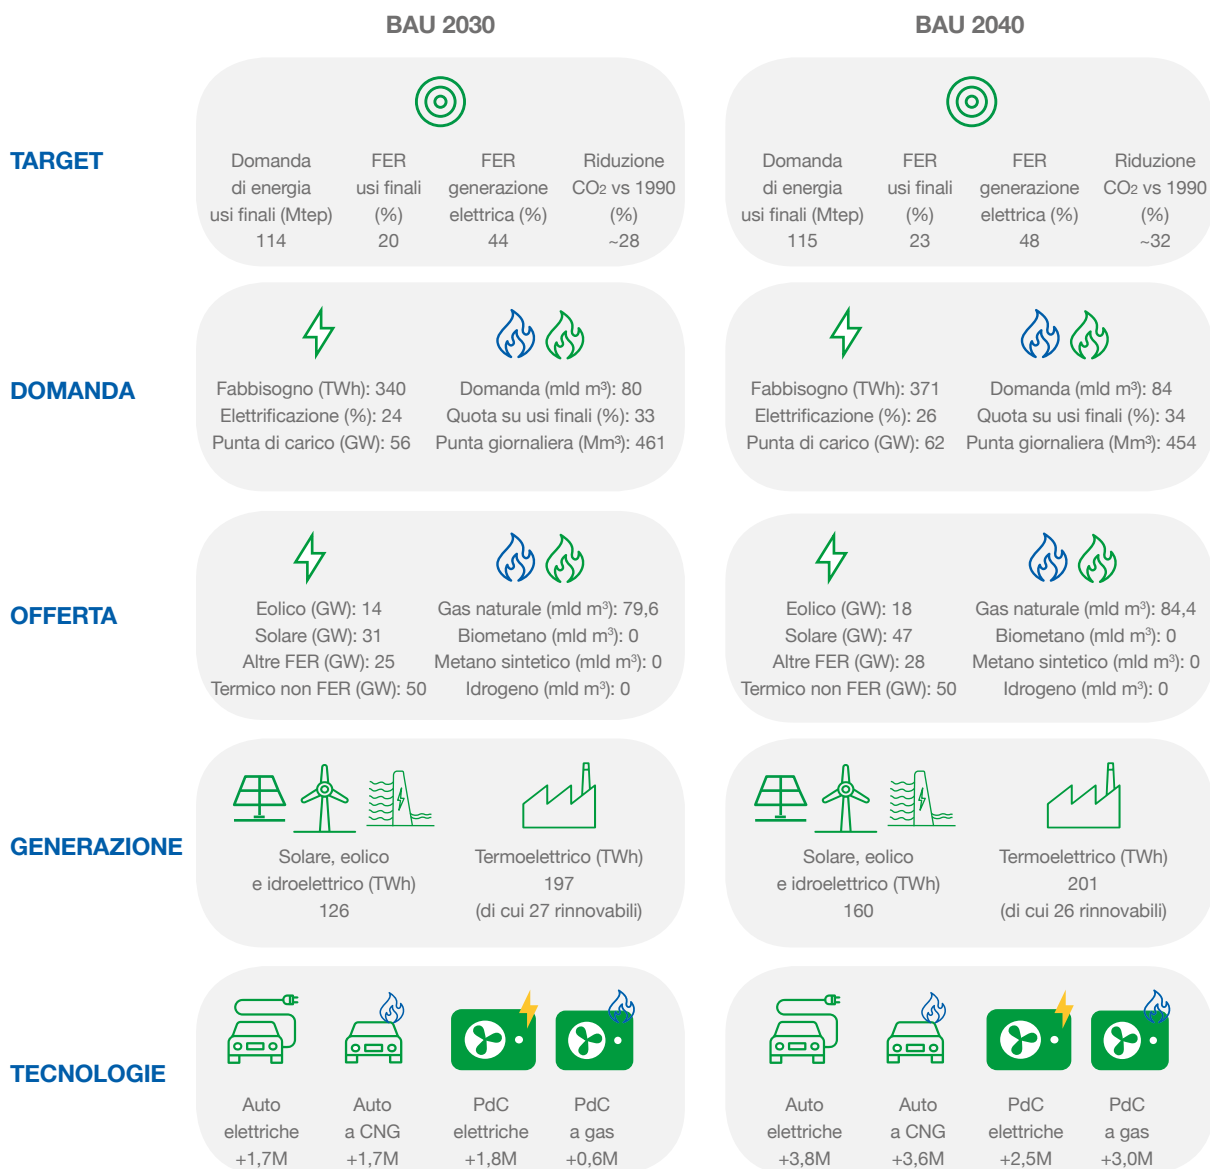 BAU 2030
BAU 2040
TARGET
Domanda
di energia
usi finali (Mtep)
114
FER
usi finali
(%)
20
FER
generazione
elettrica (%)
44
Riduzione
CO2 vs 1990
(%)
~28
Domanda
di energia
usi finali (Mtep)
115
FER
usi finali
(%)
23
FER
generazione
elettrica (%)
48
Riduzione
CO2 vs 1990
(%)
~32
DOMANDA
Fabbisogno (TWh): 340
Elettrificazione (%): 24
Punta di carico (GW): 56
Domanda (mld m³): 80
Quota su usi finali (%): 33
Punta giornaliera (Mm³): 461
Fabbisogno (TWh): 371
Elettrificazione (%): 26
Punta di carico (GW): 62
Domanda (mld m³): 84
Quota su usi finali (%): 34
Punta giornaliera (Mm³): 454
OFFERTA
Eolico (GW): 14
Solare (GW): 31
Altre FER (GW): 25
Termico non FER (GW): 50
Gas naturale (mld m³): 79,6
Biometano (mld m³): 0
Metano sintetico (mld m³): 0
Idrogeno (mld m³): 0
Eolico (GW): 18
Solare (GW): 47
Altre FER (GW): 28
Termico non FER (GW): 50
Gas naturale (mld m³): 84,4
Biometano (mld m³): 0
Metano sintetico (mld m³): 0
Idrogeno (mld m³): 0
GENERAZIONE
Solare, eolico
e idroelettrico (TWh)
126
Termoelettrico (TWh)
197
(di cui 27 rinnovabili)
Solare, eolico
e idroelettrico (TWh)
160
Termoelettrico (TWh)
201
(di cui 26 rinnovabili)
TECNOLOGIE
Auto
elettriche
+1,7M
Auto
a CNG
+1,7M
PdC
elettriche
+1,8M
PdC
a gas
+0,6M
Auto
elettriche
+3,8M
Auto
a CNG
+3,6M
PdC
elettriche
+2,5M
PdC
a gas
+3,0M